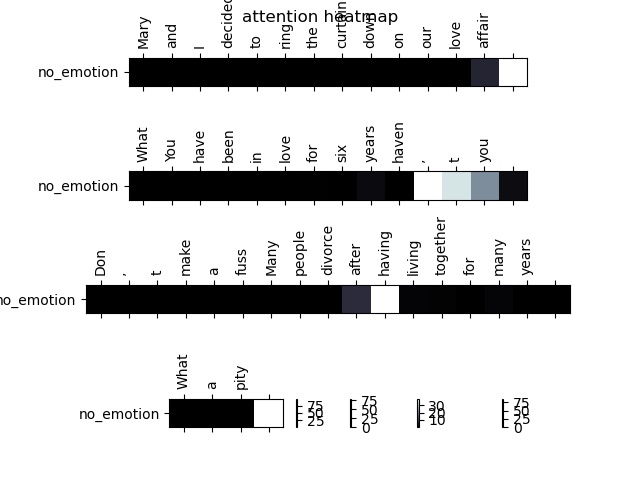 attention heatmap
Mary and I decided to ring the curtain down on our love affair
no_emotion
What You have been in love for six years haven ’ t you
no_emotion
Don ’ t make a fuss Many people divorce after having living together for many years
no_emotion
What a pity
no_emotion
75 50 25
75 50 25 0
30 20 10
75 50 25 0